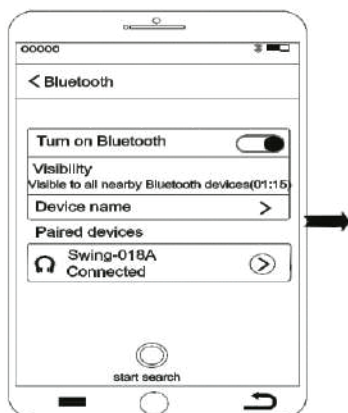 ooooo
< Bluetooth
Turn on Bluetooth
Visibility
Visible to all nearby Bluetooth devices(01:15)
Device name >
Paired devices
Swing-018A
Connected
start search